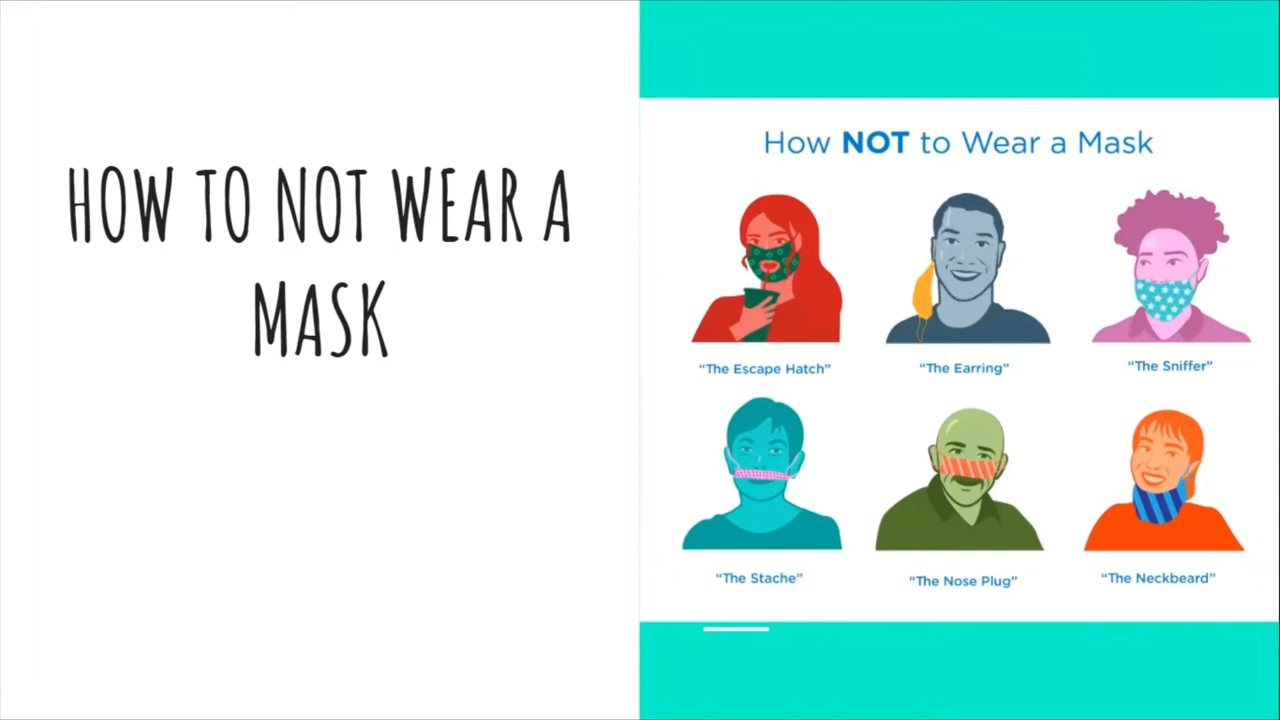 HOW TO NOT WEAR A
MASK
How NOT to Wear a Mask
“The Escape Hatch”
“The Earring”
“The Sniffer”
“The Stache”
“The Nose Plug”
“The Neckbeard”